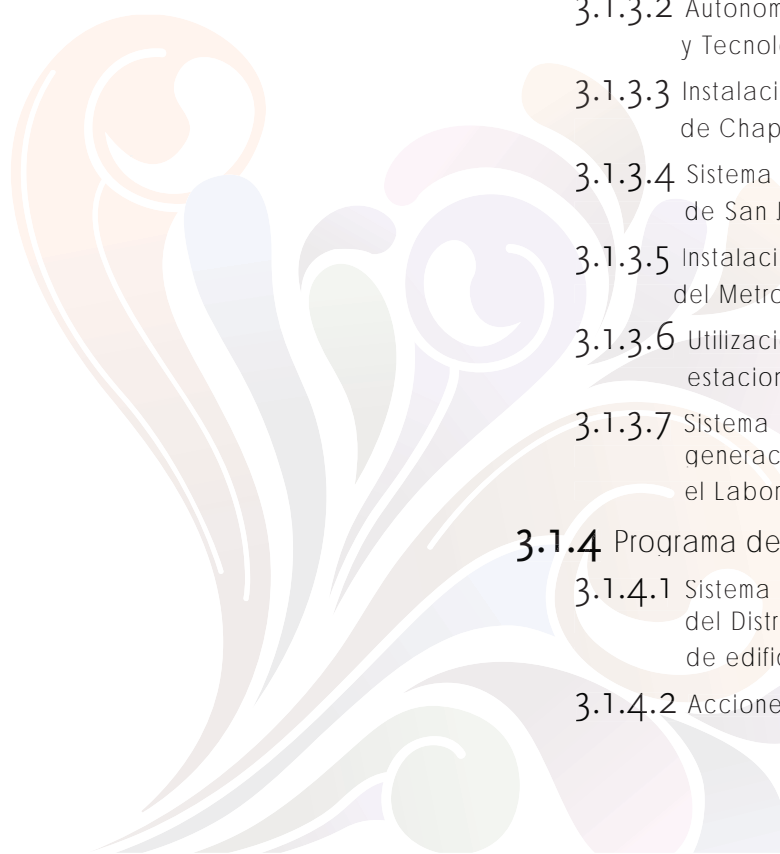 3.1.3.2 Autonom
y Tecnol
3.1.3.3 Instalaci
de Chap
3.1.3.4 Sistema
de San J
3.1.3.5 Instalaci
del Metro
3.1.3.6 Utilizaci
estacion
3.1.3.7 Sistema
generac
el Labor
3.1.4 Programa de
3.1.4.1 Sistema
del Distr
de edific
3.1.4.2 Accione